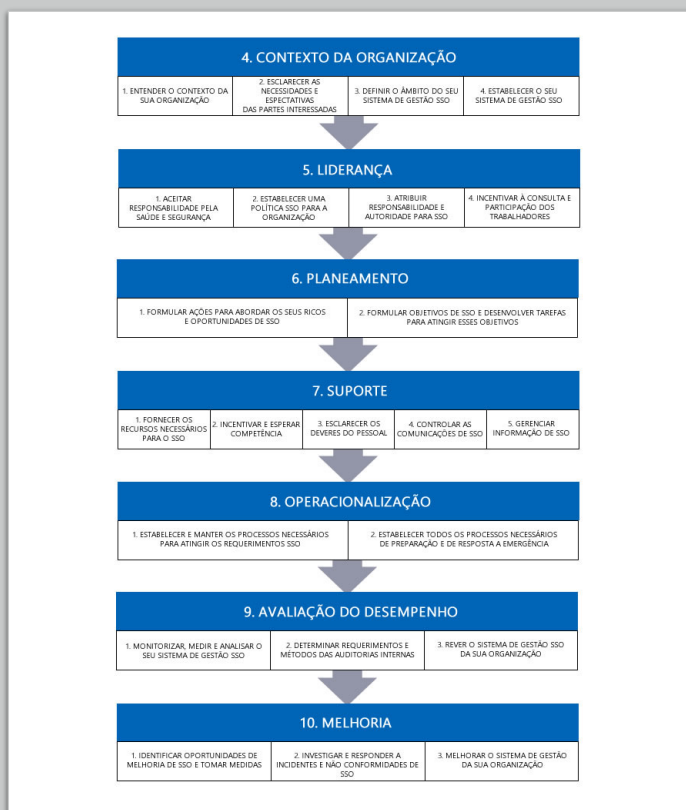 4. CONTEXTO DA ORGANIZAÇÃO
1. ENTENDER O CONTEXTO DA
SUA ORGANIZAÇÃO
2. ESCLARECER AS
NECESSIDADES E
ESPECTATIVAS
DAS PARTES INTERESSADAS
3. DEFINIR O ÂMBITO DO SEU
SISTEMA DE GESTÃO SSO
4. ESTABELECER O SEU
SISTEMA DE GESTÃO SSO
5. LIDERANÇA
1. ACEITAR
RESPONSABILIDADE PELA
SAÚDE E SEGURANÇA
2. ESTABELECER UMA
POLÍTICA SSO PARA A
ORGANIZAÇÃO
3. ATRIBUIR
RESPONSABILIDADE E
AUTORIDADE PARA SSO
4. INCENTIVAR À CONSULTA E
PARTICIPAÇÃO DOS
TRABALHADORES
6. PLANEAMENTO
1. FORMULAR AÇÕES PARA ABORDAR OS SEUS RICOS
E OPORTUNIDADES DE SSO
2. FORMULAR OBJETIVOS DE SSO E DESENVOLVER TAREFAS
PARA ATINGIR ESSES OBJETIVOS
7. SUPORTE
1. FORNECER OS
RECURSOS NECESSÁRIOS
PARA O SSO
2. INCENTIVAR E ESPERAR
COMPETÊNCIA
3. ESCLARECER OS
DEVERES DO PESSOAL
4. CONTROLAR AS
COMUNICAÇÕES DE SSO
5. GERENCIAR
INFORMAÇÃO DE SSO
8. OPERACIONALIZAÇÃO
1. ESTABELECER E MANTER OS PROCESSOS NECESSÁRIOS
PARA ATINGIR OS REQUERIMENTOS SSO
2. ESTABELECER TODOS OS PROCESSOS NECESSÁRIOS
DE PREPARAÇÃO E DE RESPOSTA A EMERGÊNCIA
9. AVALIAÇÃO DO DESEMPENHO
1. MONITORIZAR, MEDIR E ANALISAR O
SEU SISTEMA DE GESTÃO SSO
2. DETERMINAR REQUERIMENTOS E
MÉTODOS DAS AUDITORIAS INTERNAS
3. REVER O SISTEMA DE GESTÃO SSO
DA SUA ORGANIZAÇÃO
10. MELHORIA
1. IDENTIFICAR OPORTUNIDADES DE
MELHORIA DE SSO E TOMAR MEDIDAS
2. INVESTIGAR E RESPONDER A
INCIDENTES E NÃO CONFORMIDADES DE
SSO
3. MELHORAR O SISTEMA DE GESTÃO
DA SUA ORGANIZAÇÃO